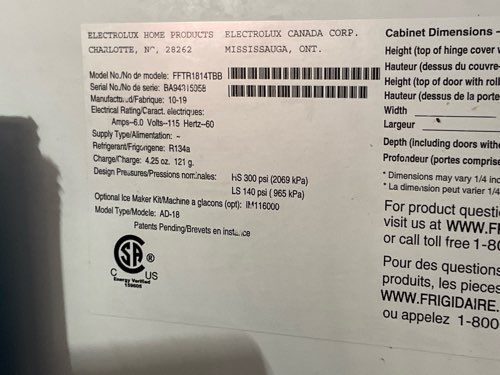 ELECTROLUX HOME PRODUCTS ELECTROLUX CANADA CORP.
CHARLOTTE, NC, 28262 MISSISSAUGA, ONT.
Model No./No de modele: FFTR1814TBB
Serial No./No de serie: BA94315058
Manufactured/Fabrique: 10-19
Electrical Rating/Caract. electriques:
Amps-6.0 Volts--115 Hertz--60
Supply Type/Alimentation: -
Refrigerant/Frigorigene: R134a
Charge/Charge: 4.25 oz. 121 g.
Design Pressures/Pressions nominales: HS 300 psi (2069 kPa)
LS 140 psi ( 965 kPa)
Optional Ice Maker Kit/Machine a glacons (opt): IM116000
Model Type/Modele: AD-18
Patents Pending/Brevets en instance
SA ®
C US
Energy Verified
Cabinet Dimensions -
Height (top of hinge cover
Hauteur (dessus du couvre-
Height (top of door with roll
Hauteur (dessus de la porte
Width
Largeur
Depth (including doors
Profondeur (portes
* Dimensions may vary 1/4
* La dimension peut varier 1/4
For product
visit us at WWW.
or call toll free 1-80
Pour des questions
produits, les pieces
WWW.FRIGIDAIRE.
ou appelez 1-800